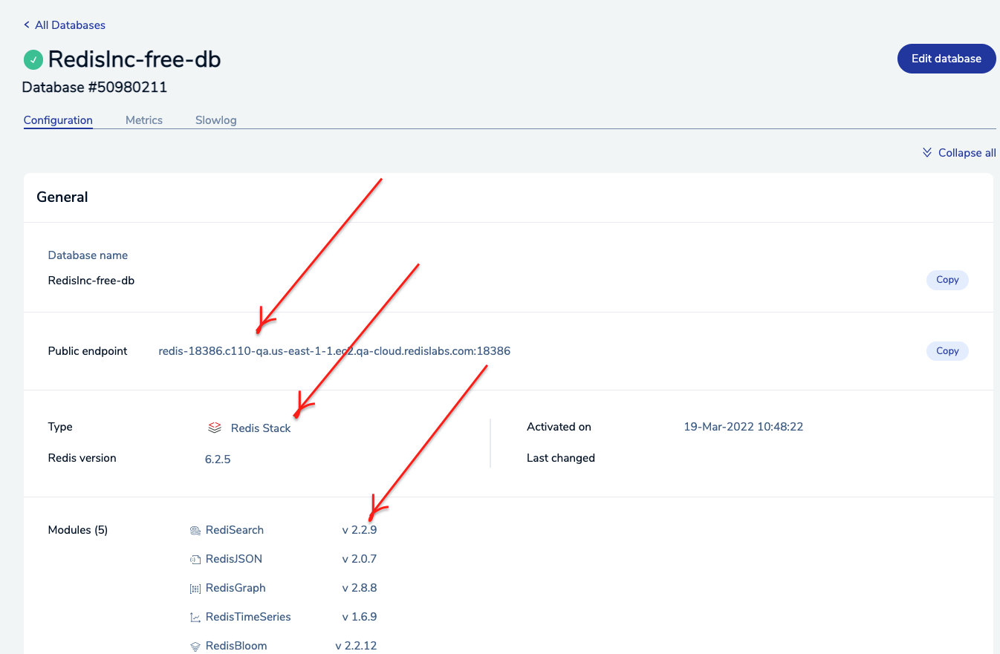 All Databases
RedisInc-free-db
Edit database
Database #50980211
Configuration Metrics Slowlog
Collapse all
General
Database name
RedisInc-free-db Copy
Public endpoint redis-18386.c110-qa.us-east-1-1.ec2.qa-cloud.redislabs.com:18386 Copy
Type Redis Stack Activated on 19-Mar-2022 10:48:22
Redis version 6.2.5 Last changed
Modules (5) RediSearch v 2.2.9
RedisJSON v 2.0.7
RedisGraph v 2.8.8
RedisTimeSeries v 1.6.9
RedisBloom v 2.2.12